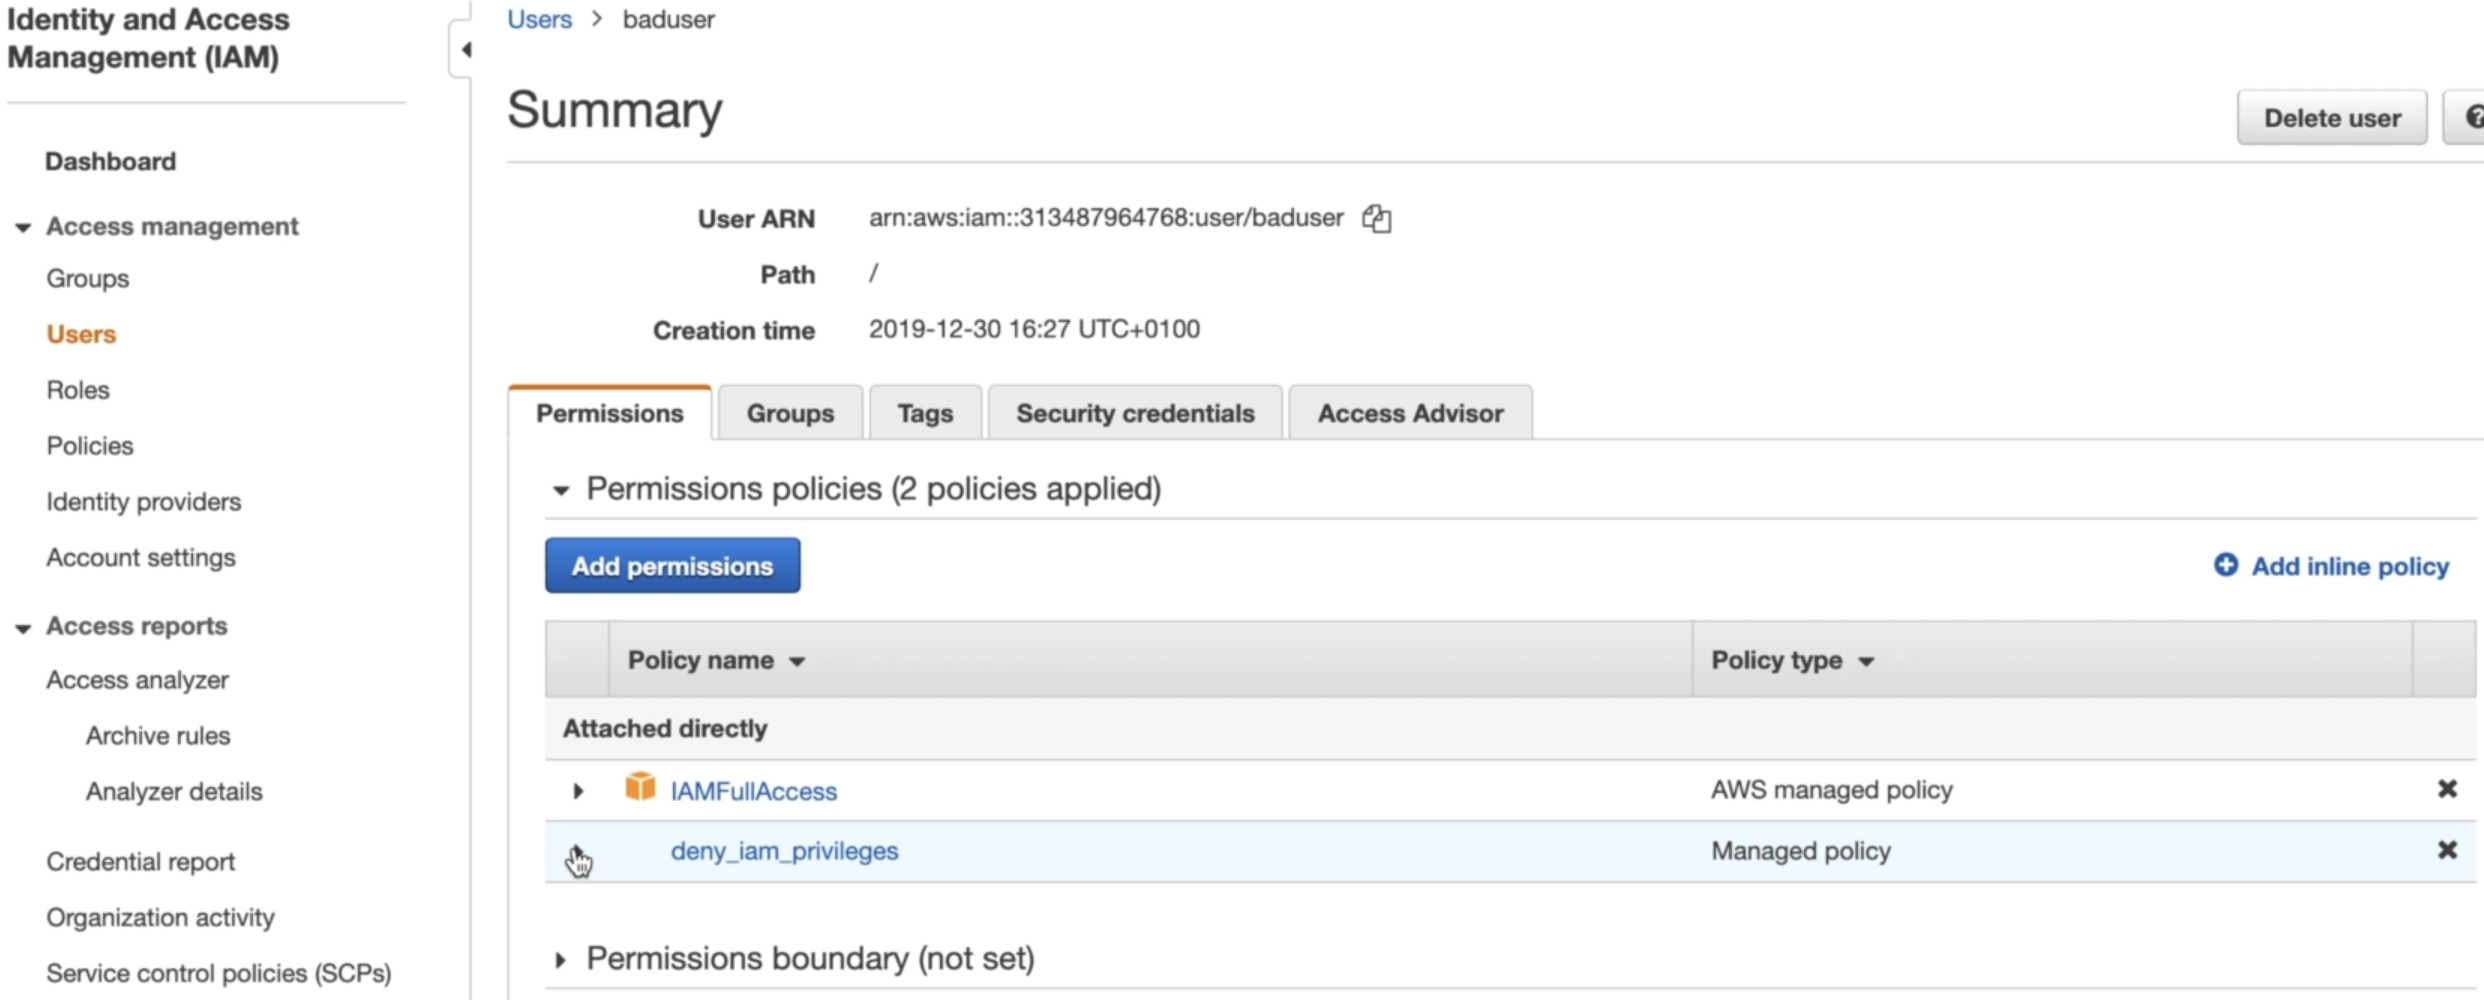 Identity and Access
Management (IAM)
Dashboard
Access management
Groups
Users
Roles
Policies
Identity providers
Account settings
Access reports
Access analyzer
Archive rules
Analyzer details
Credential report
Organization activity
Service control policies (SCPs)
Users > baduser
Summary
Delete user
User ARN arn:aws:iam::313487964768:user/baduser
Path /
Creation time 2019-12-30 16:27 UTC+0100
Permissions Groups Tags Security credentials Access Advisor
Permissions policies (2 policies applied)
Add permissions Add inline policy
Policy name Policy type
Attached directly
IAMFullAccess AWS managed policy
deny_iam_privileges Managed policy
Permissions boundary (not set)